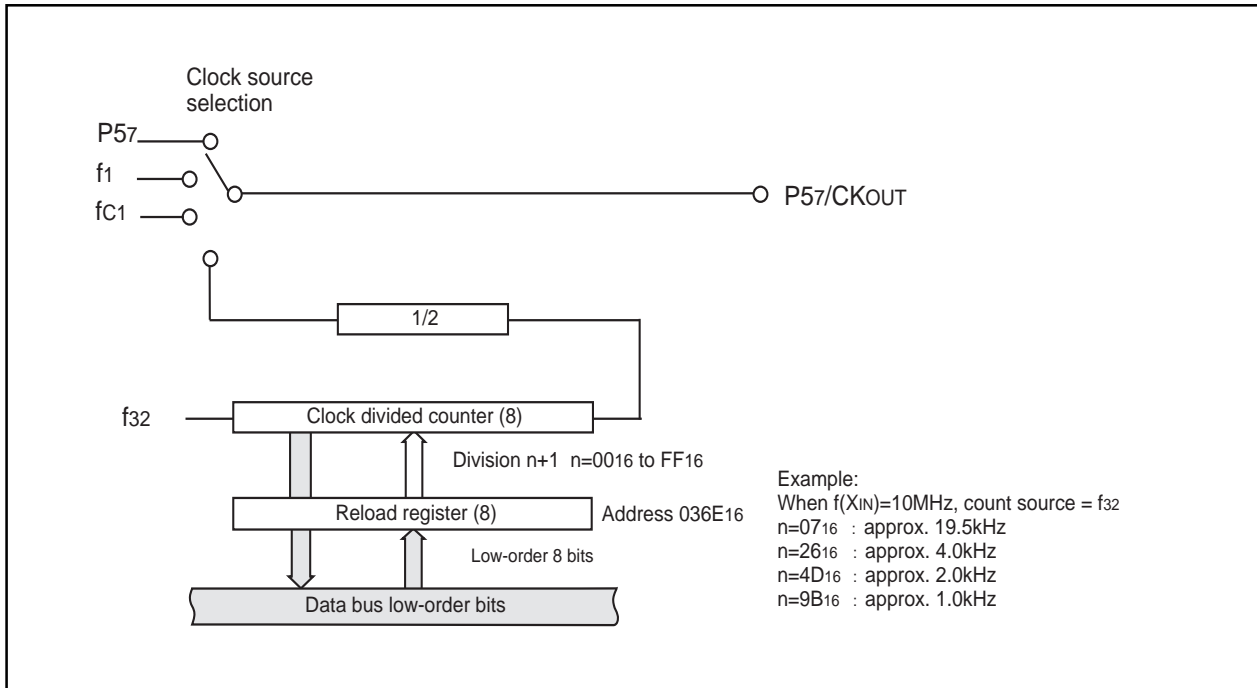 Clock source
selection
P57
f1
fC1
P57/CKOUT
1/2
f32
Clock divided counter (8)
Division n+1 n=0016 to FF16
Reload register (8)
Address 036E16
Low-order 8 bits
Data bus low-order bits
Example:
When f(XIN)=10MHz, count source = f32
n=0716 : approx. 19.5kHz
n=2616 : approx. 4.0kHz
n=4D16 : approx. 2.0kHz
n=9B16 : approx. 1.0kHz